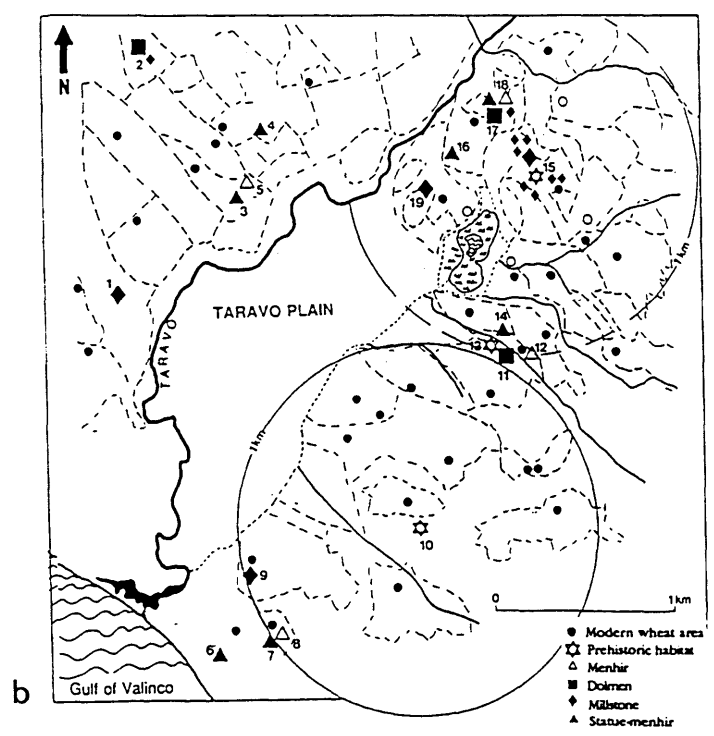 N
2
4
5
3
1
TARAVO
TARAVO PLAIN
18
17
16
15
19
1km
14
13
12
11
1km
10
9
8
7
6
0 1km
Modern wheat area
Prehistoric habitat
Menhir
Dolmen
Millstone
Statue-menhir
Gulf of Valinco
b